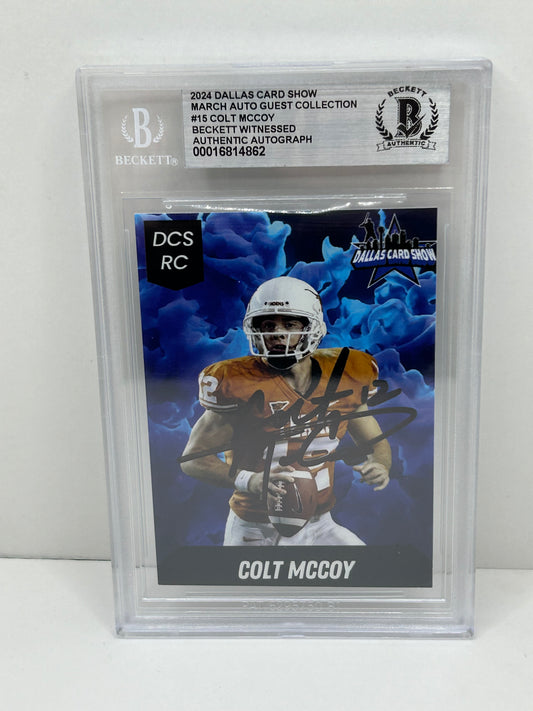 2024 DALLAS CARD SHOW
MARCH AUTO GUEST COLLECTION
#15 COLT MCCOY
BECKETT WITNESSED
AUTHENTIC AUTOGRAPH
00016814862
B
BECKETT®
BECKETT
B
AUTHENTIC
DCS
RC
DALLAS CARD SHOW
12
COLT MCCOY